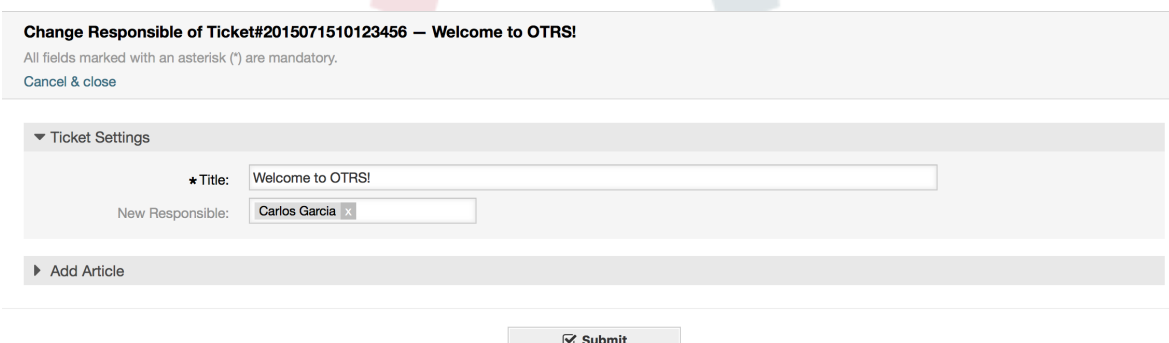 Change Responsible of Ticket#2015071510123456 — Welcome to OTRS!
All fields marked with an asterisk (*) are mandatory.
Cancel & close
Ticket Settings
* Title: Welcome to OTRS!
New Responsible: Carlos Garcia x
Add Article
Submit